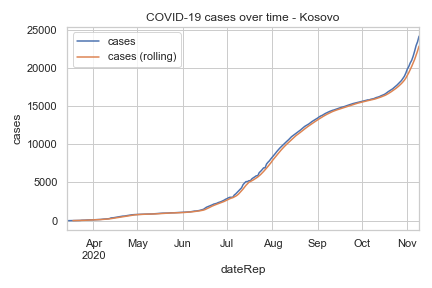 COVID-19 cases over time - Kosovo
cases
cases (rolling)
25000
20000
15000
10000
5000
0
cases
Apr May Jun Jul Aug Sep Oct Nov
2020
dateRep